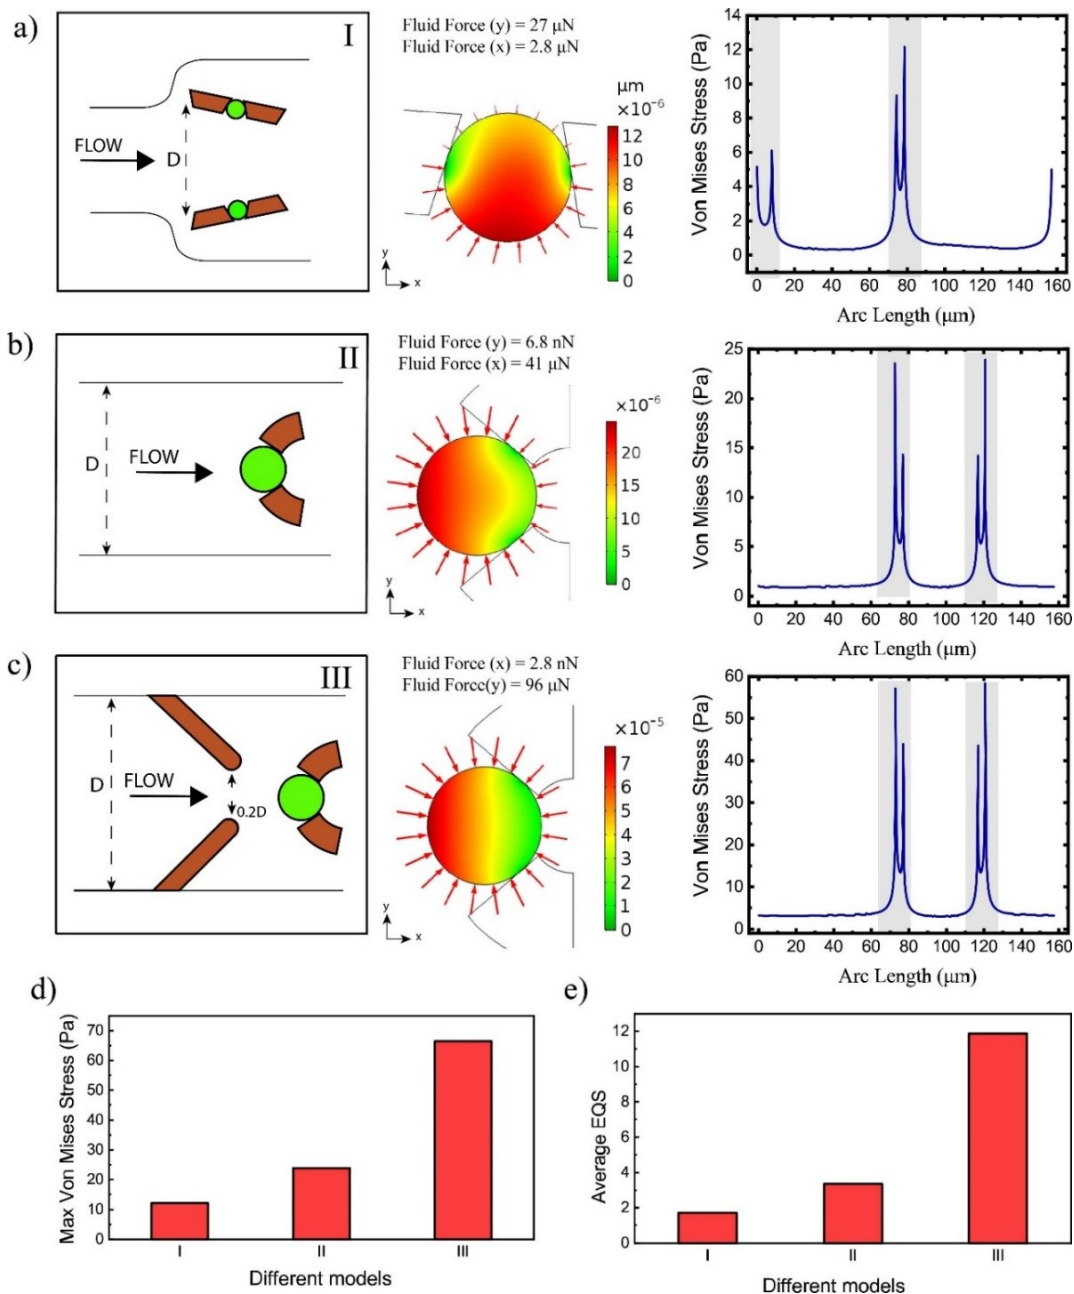 a)
I
FLOW
D
Fluid Force (y) = 27 µN
Fluid Force (x) = 2.8 µN
µm
×10⁻⁶
12
10
8
6
4
2
0
y
x
Von Mises Stress (Pa)
14
12
10
8
6
4
2
0
0 20 40 60 80 100 120 140 160
Arc Length (µm)
b)
II
D
FLOW
Fluid Force (y) = 6.8 nN
Fluid Force (x) = 41 µN
×10⁻⁶
20
15
10
5
0
y
x
Von Mises Stress (Pa)
25
20
15
10
5
0
0 20 40 60 80 100 120 140 160
Arc Length (µm)
c)
III
D
FLOW
0.2D
Fluid Force (x) = 2.8 nN
Fluid Force(y) = 96 µN
×10⁻⁵
7
6
5
4
3
2
1
0
y
x
Von Mises Stress (Pa)
60
50
40
30
20
10
0
0 20 40 60 80 100 120 140 160
Arc Length (µm)
d)
Max Von Mises Stress (Pa)
70
60
50
40
30
20
10
0
I II III
Different models
e)
Average EQS
12
10
8
6
4
2
0
I II III
Different models